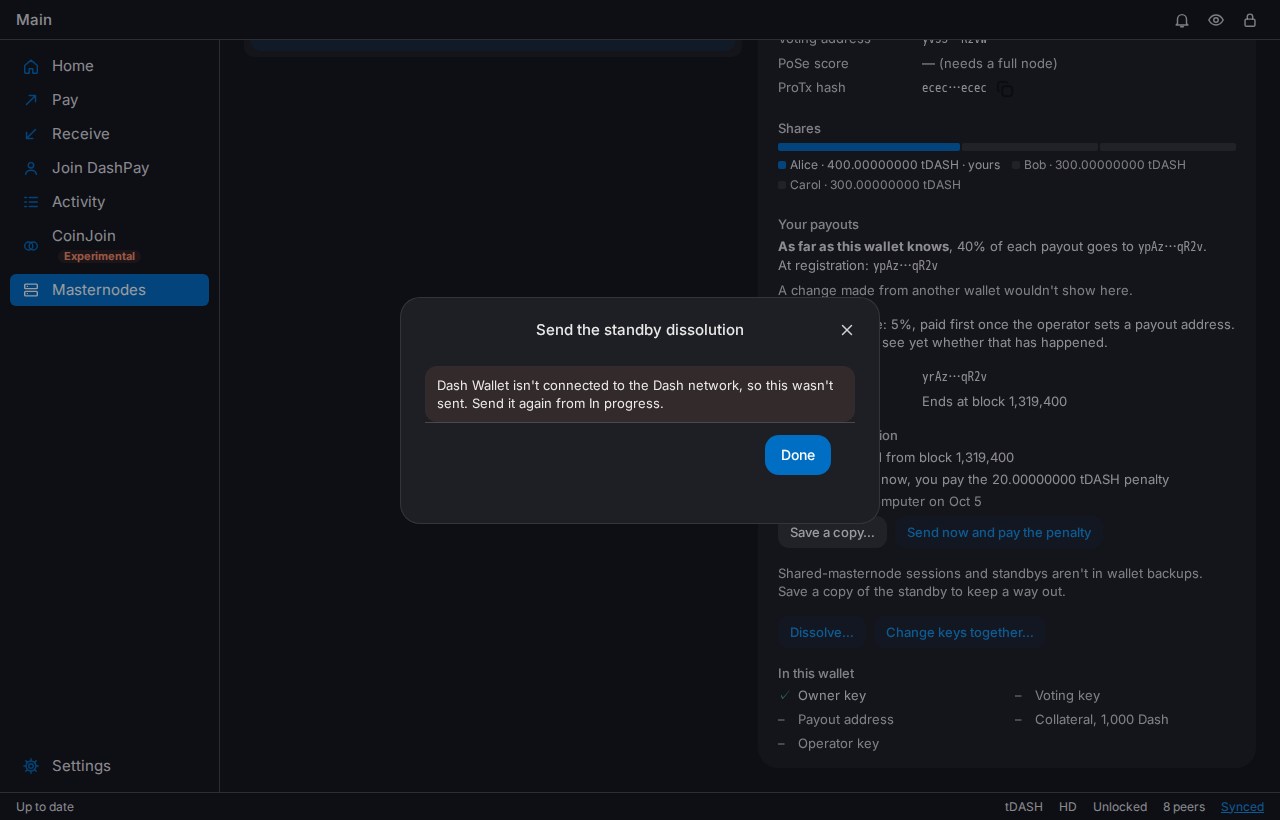 Main
Home
Pay
Receive
Join DashPay
Activity
CoinJoin
Experimental
Masternodes
Settings
Voting address
PoSe score — (needs a full node)
ProTx hash ecec…ecec
Shares
Alice · 400.00000000 tDASH · yours Bob · 300.00000000 tDASH
Carol · 300.00000000 tDASH
Your payouts
As far as this wallet knows, 40% of each payout goes to ypAz…qR2v.
At registration: ypAz…qR2v
A change made from another wallet wouldn't show here.
: 5%, paid first once the operator sets a payout address.
see yet whether that has happened.
yrAz…qR2v
Ends at block 1,319,400
from block 1,319,400
now, you pay the 20.00000000 tDASH penalty
on Oct 5
Save a copy… Send now and pay the penalty
Shared-masternode sessions and standbys aren't in wallet backups.
Save a copy of the standby to keep a way out.
Dissolve… Change keys together…
In this wallet
✓ Owner key – Voting key
– Payout address – Collateral, 1,000 Dash
– Operator key
Send the standby dissolution
Dash Wallet isn't connected to the Dash network, so this wasn't
sent. Send it again from In progress.
Done
Up to date tDASH HD Unlocked 8 peers Synced